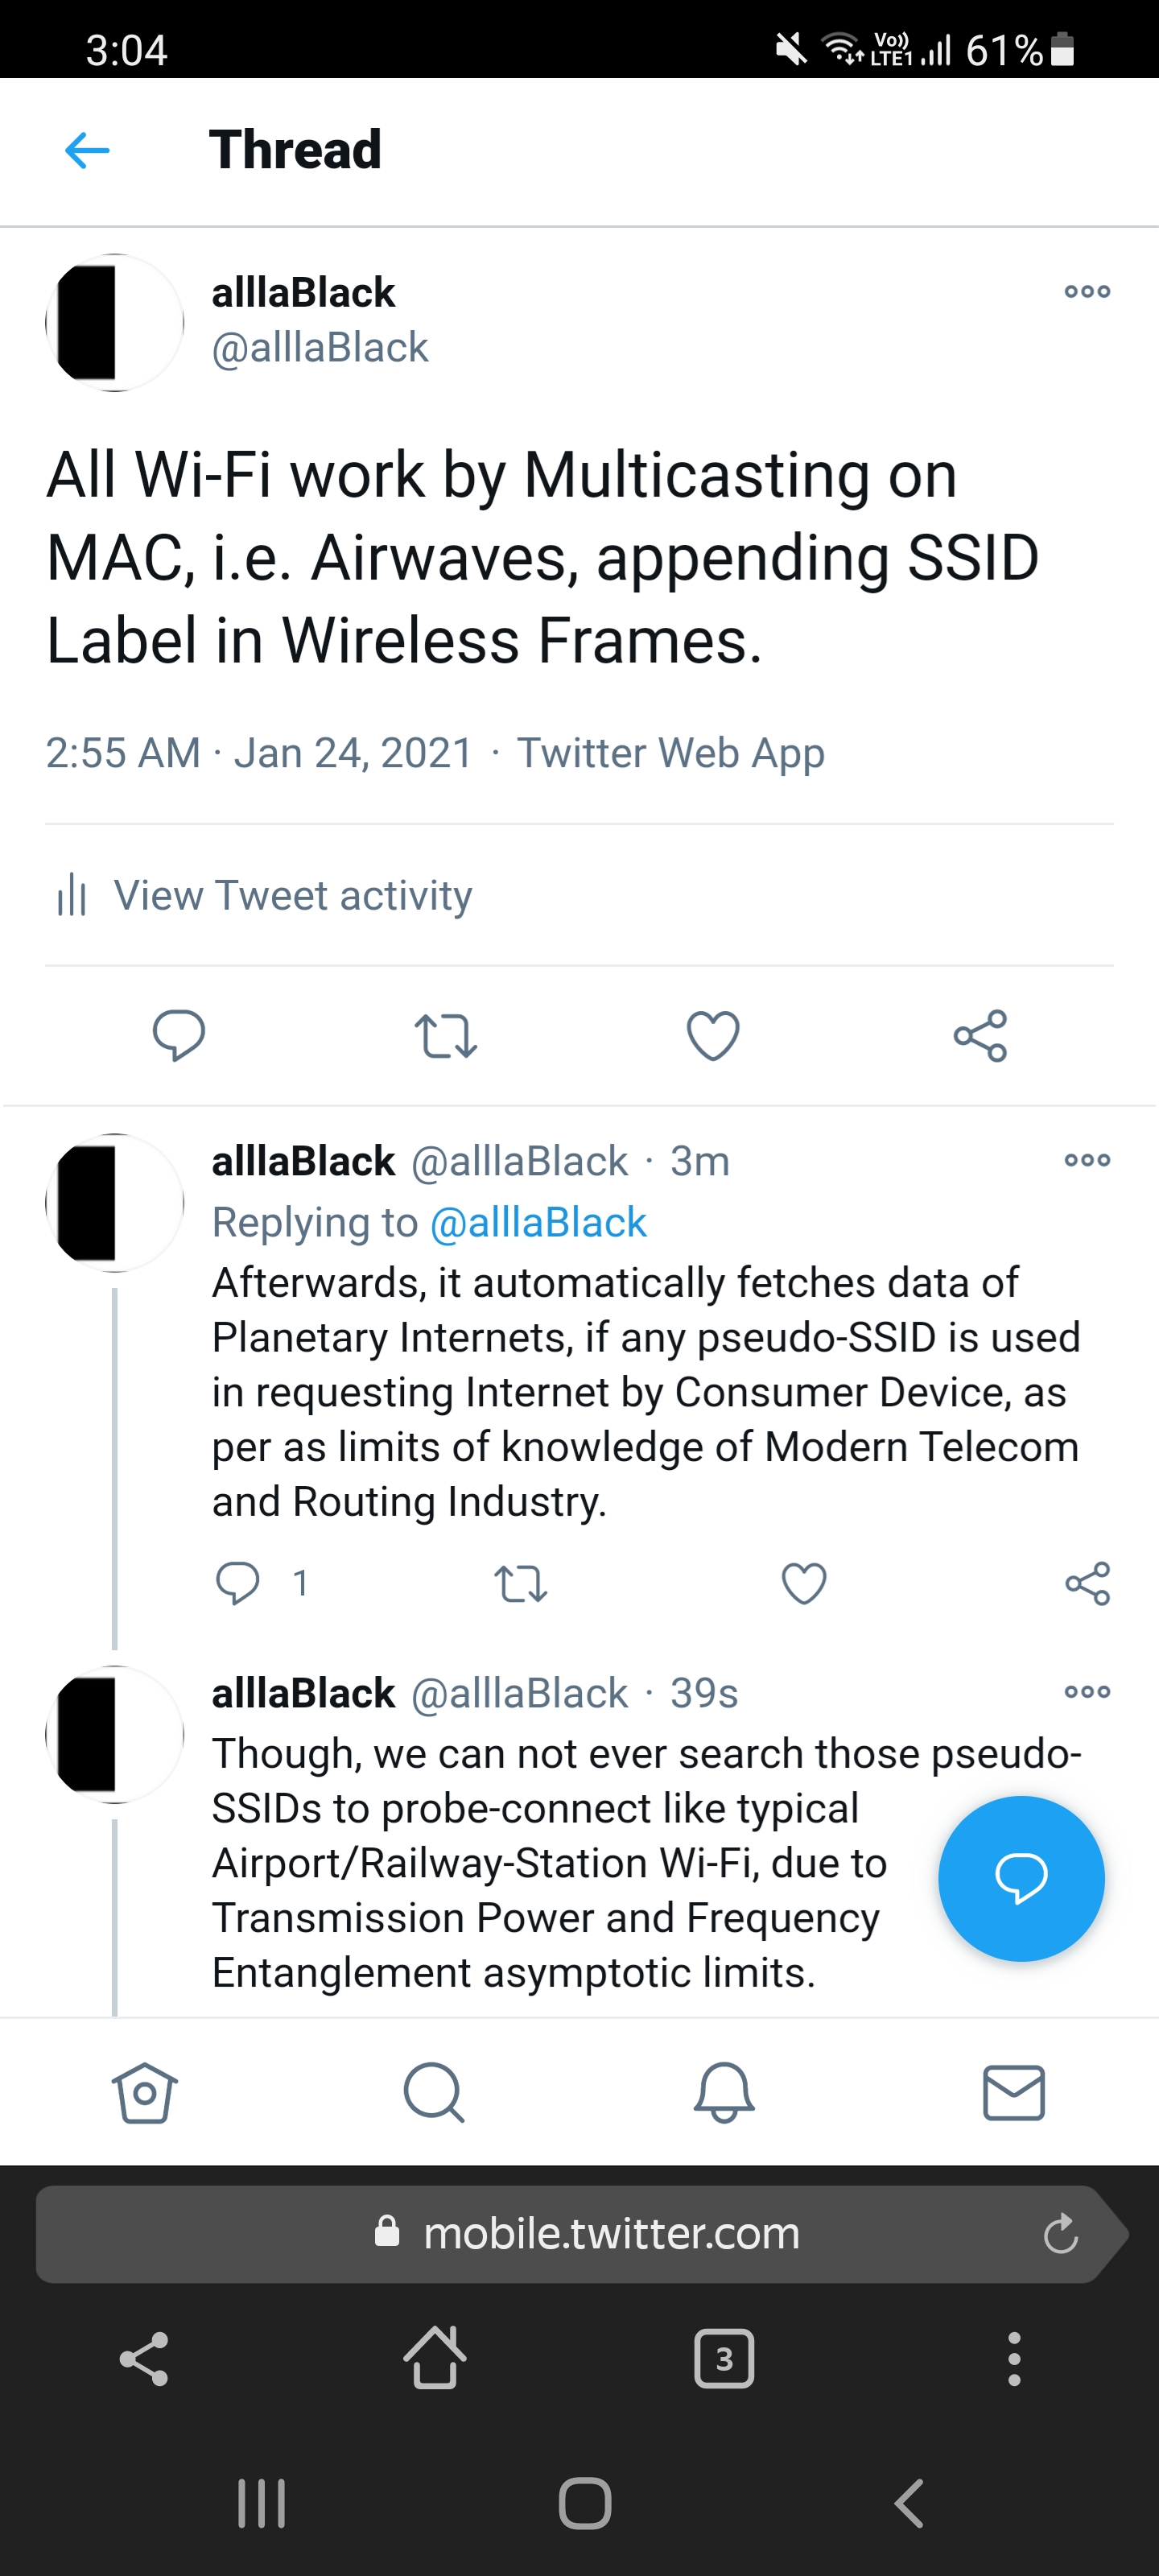 3:04
Vo)) LTE1 61%
Thread
alllaBlack
@alllaBlack
All Wi-Fi work by Multicasting on
MAC, i.e. Airwaves, appending SSID
Label in Wireless Frames.
2:55 AM · Jan 24, 2021 · Twitter Web App
View Tweet activity
alllaBlack @alllaBlack · 3m
Replying to @alllaBlack
Afterwards, it automatically fetches data of
Planetary Internets, if any pseudo-SSID is used
in requesting Internet by Consumer Device, as
per as limits of knowledge of Modern Telecom
and Routing Industry.
1
alllaBlack @alllaBlack · 39s
Though, we can not ever search those pseudo-
SSIDs to probe-connect like typical
Airport/Railway-Station Wi-Fi, due to
Transmission Power and Frequency
Entanglement asymptotic limits.
mobile.twitter.com
3